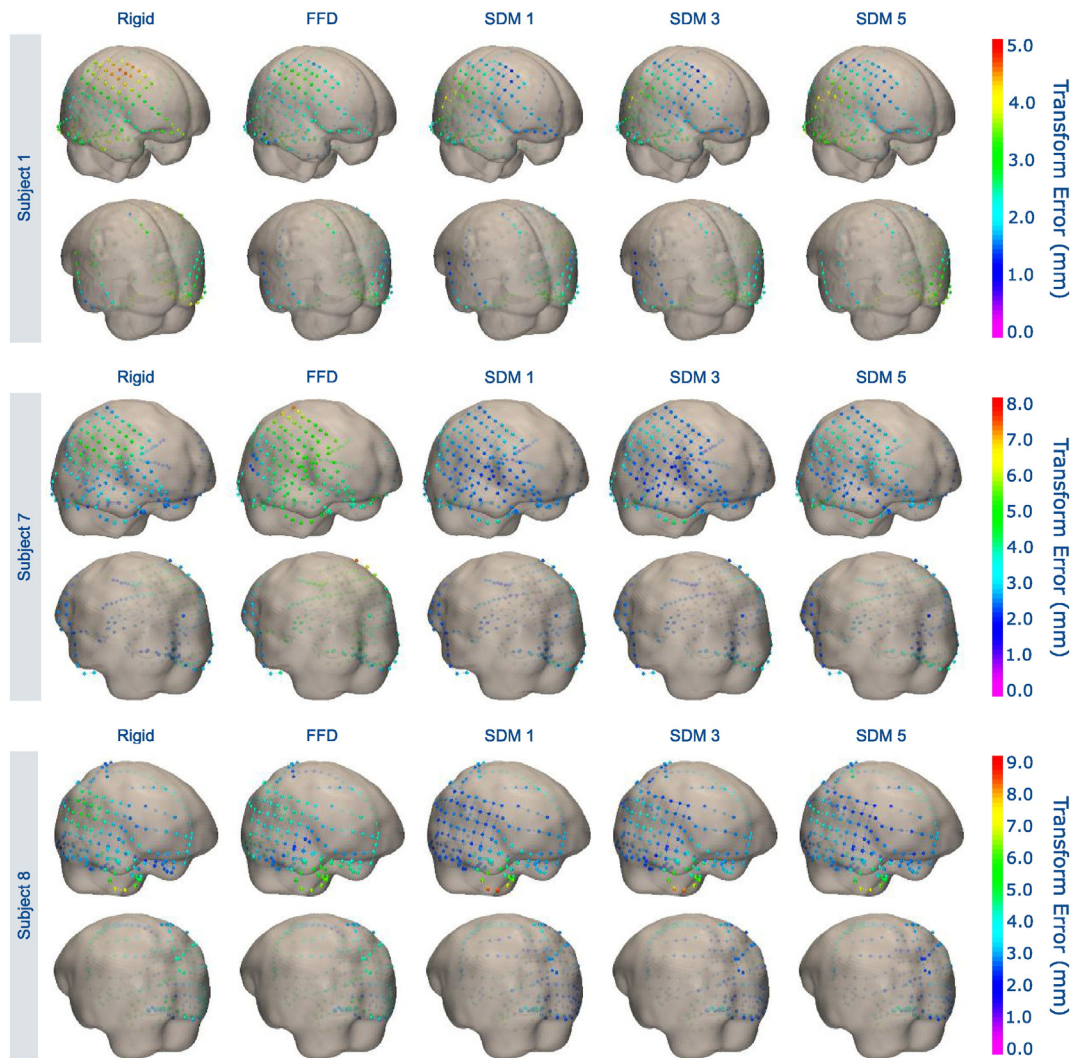 Rigid FFD SDM 1 SDM 3 SDM 5
Subject 1
5.0
4.0
3.0
2.0
1.0
0.0
Transform Error (mm)
Rigid FFD SDM 1 SDM 3 SDM 5
Subject 7
8.0
7.0
6.0
5.0
4.0
3.0
2.0
1.0
0.0
Transform Error (mm)
Rigid FFD SDM 1 SDM 3 SDM 5
Subject 8
9.0
8.0
7.0
6.0
5.0
4.0
3.0
2.0
1.0
0.0
Transform Error (mm)